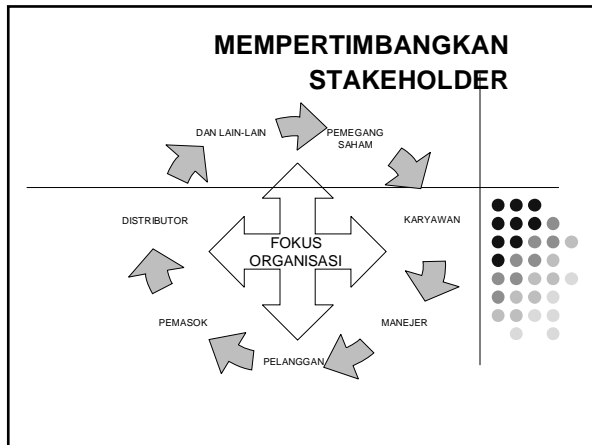 MEMPERTIMBANGKAN
STAKEHOLDER
DAN LAIN-LAIN
PEMEGANG
SAHAM
DISTRIBUTOR
KARYAWAN
FOKUS
ORGANISASI
PEMASOK
MANEJER
PELANGGAN